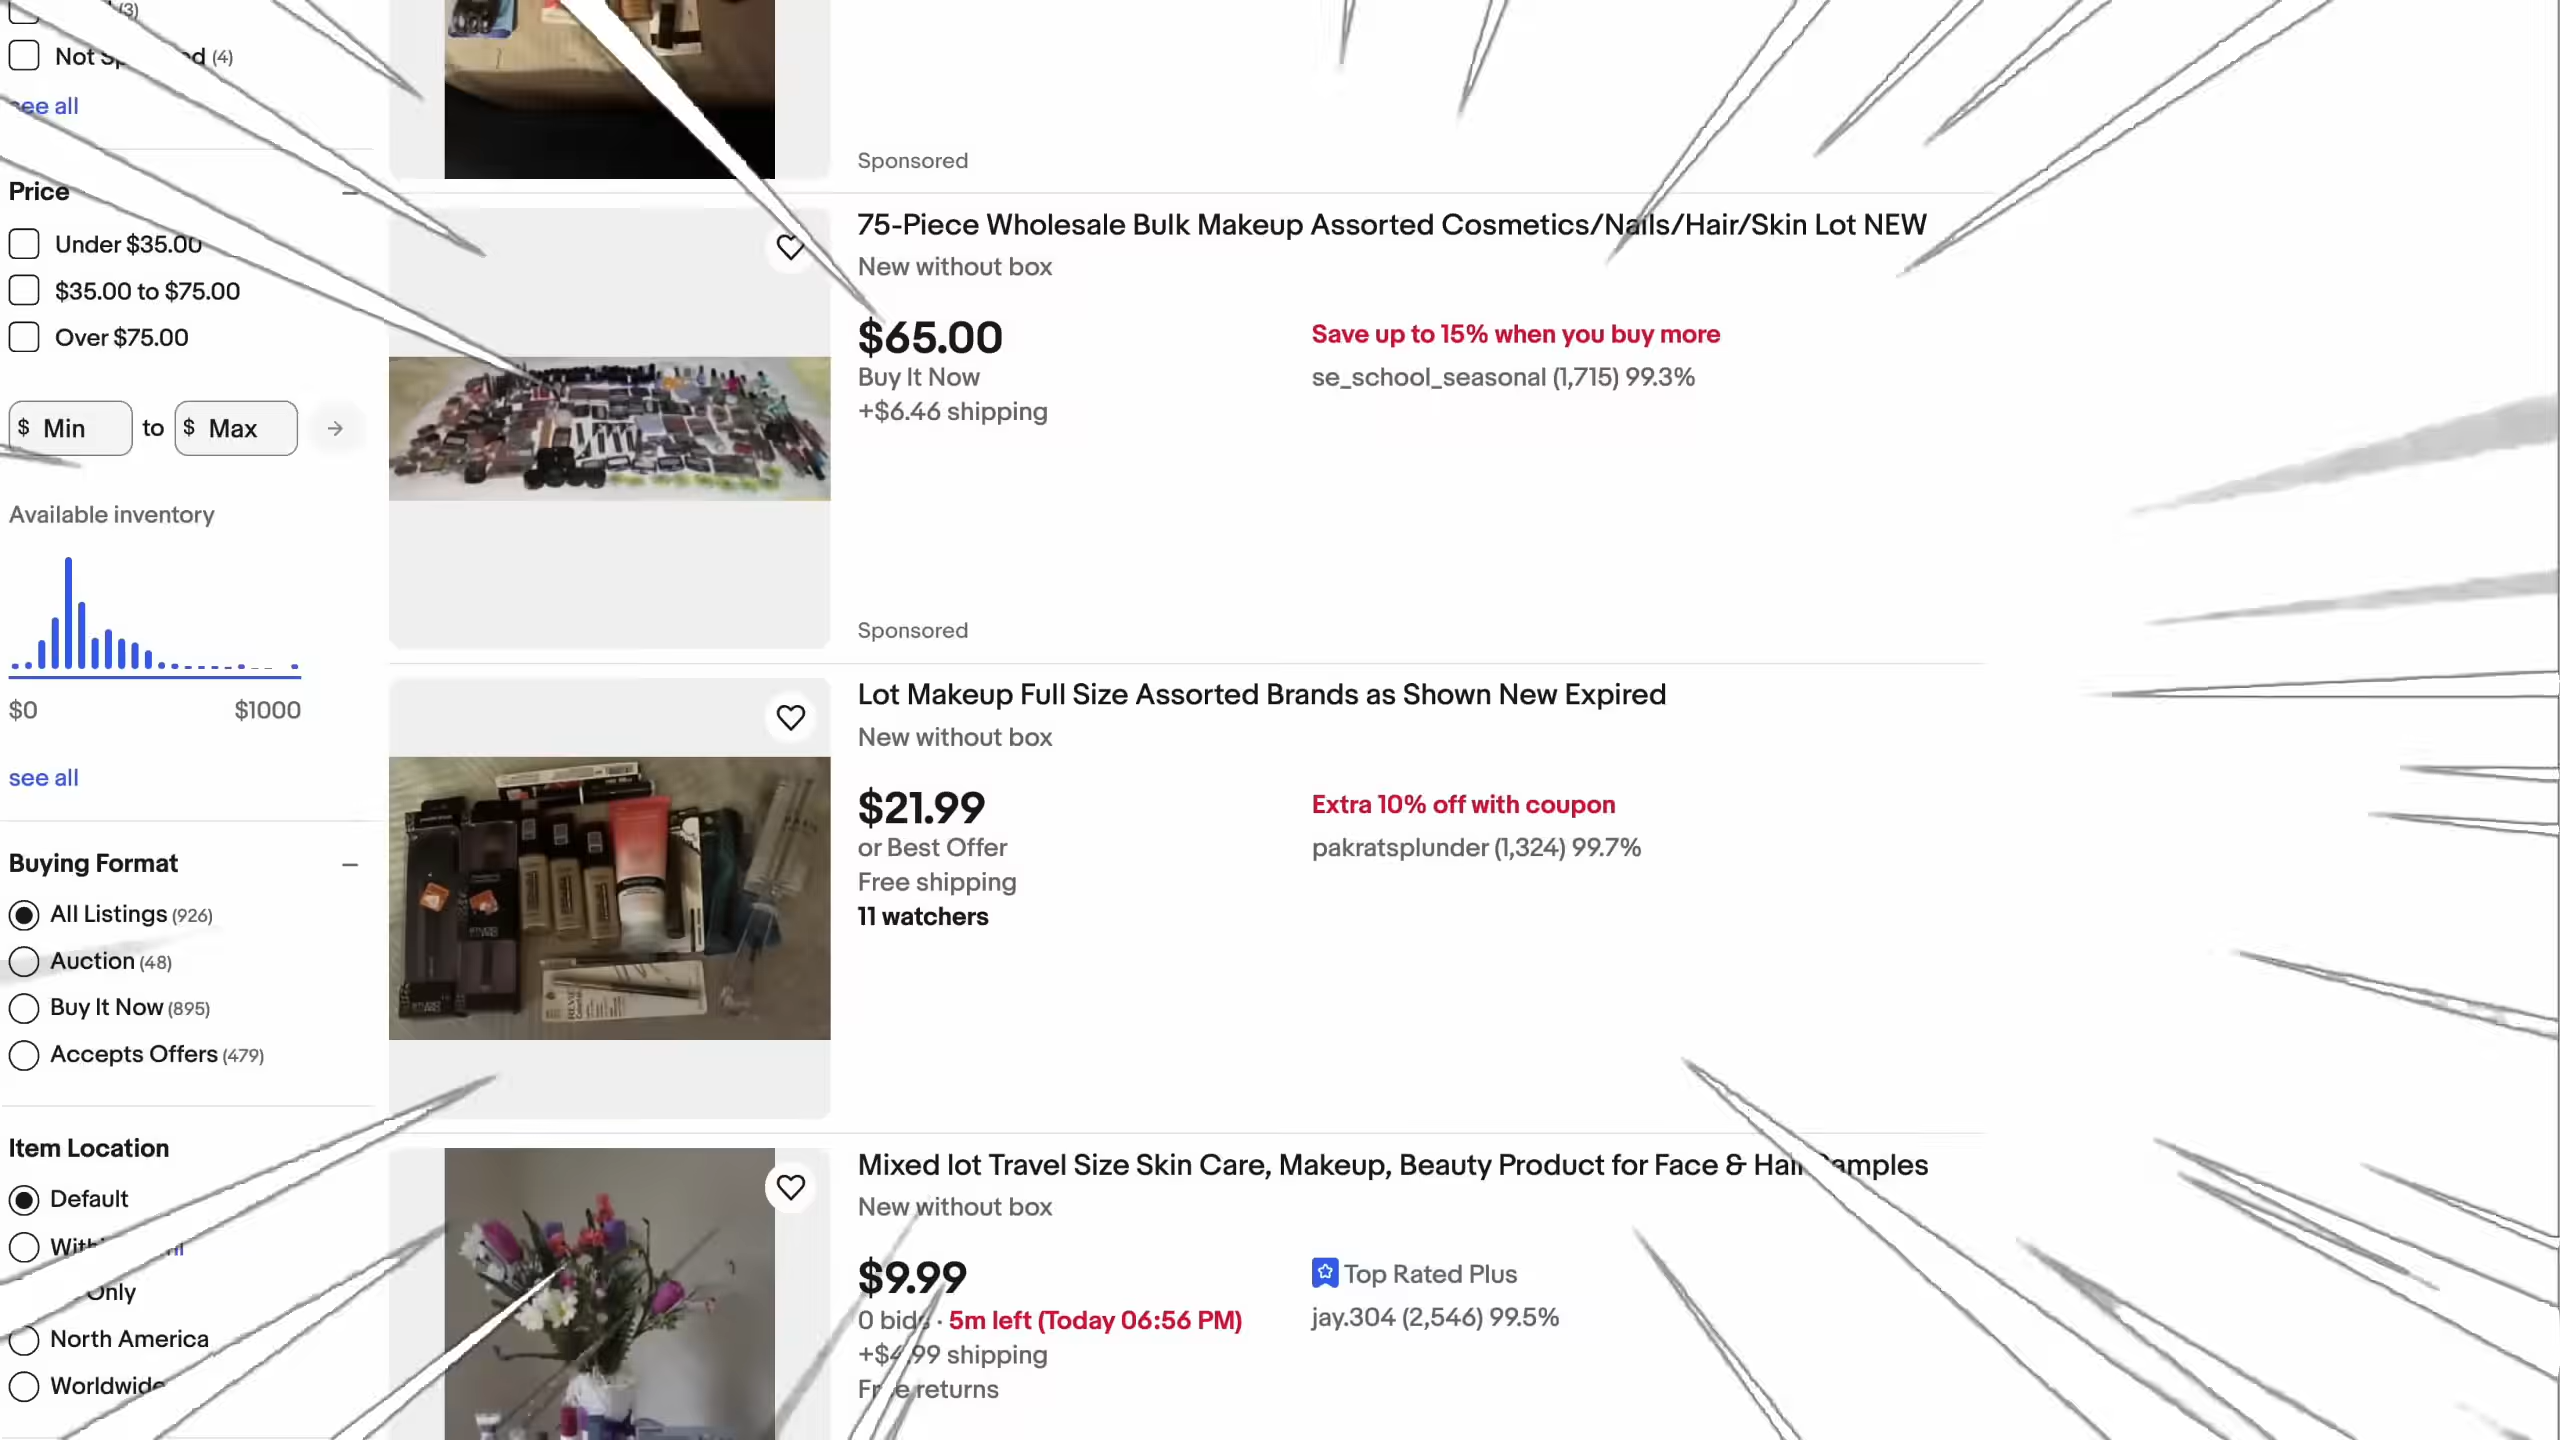 (3)
(4)
see all
Price
Under $35.00
$35.00 to $75.00
Over $75.00
$ Min to $ Max
Available inventory
$0 $1000
see all
Buying Format
All Listings (926)
Auction (48)
Buy It Now (895)
Accepts Offers (479)
Item Location
Default
Only
North America
Worldwide
Sponsored
75-Piece Wholesale Bulk Makeup Assorted Cosmetics/Nails/Hair/Skin Lot NEW
New without box
$65.00
Buy It Now
+$6.46 shipping
Save up to 15% when you buy more
se_school_seasonal (1,715) 99.3%
Sponsored
Lot Makeup Full Size Assorted Brands as Shown New Expired
New without box
$21.99
or Best Offer
Free shipping
11 watchers
Extra 10% off with coupon
pakratsplunder (1,324) 99.7%
Mixed lot Travel Size Skin Care, Makeup, Beauty Product for Face & Hair Samples
New without box
$9.99
0 bids · 5m left (Today 06:56 PM)
+$4.99 shipping
Free returns
Top Rated Plus
jay.304 (2,546) 99.5%